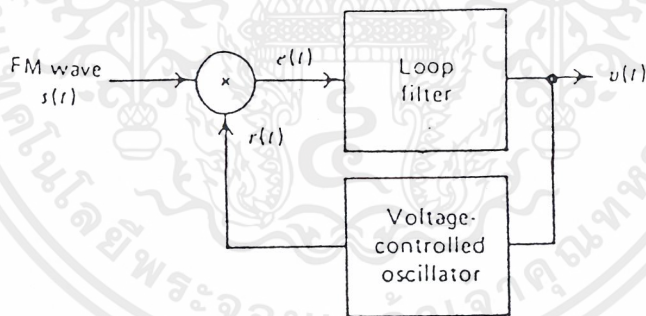 FM wave
s(t)
e(t)
Loop
filter
υ(t)
r(t)
Voltage-
controlled
oscillator